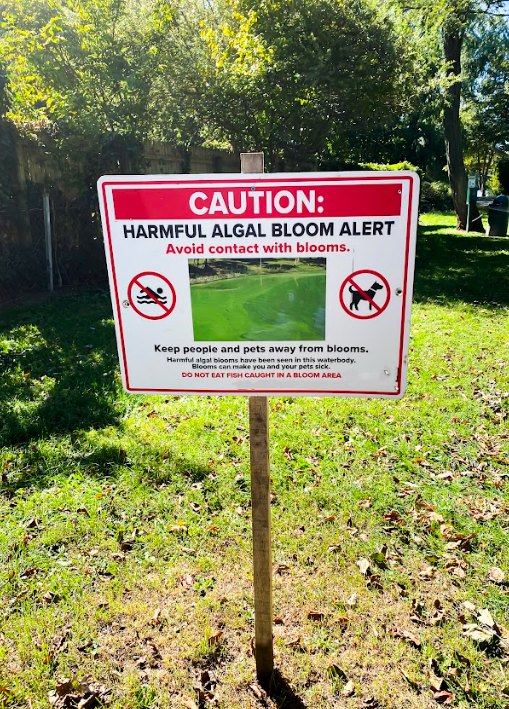 CAUTION:
HARMFUL ALGAL BLOOM ALERT
Avoid contact with blooms.
Keep people and pets away from blooms.
Harmful algal blooms have been seen in this waterbody.
Blooms can make you and your pets sick.
DO NOT EAT FISH CAUGHT IN A BLOOM AREA